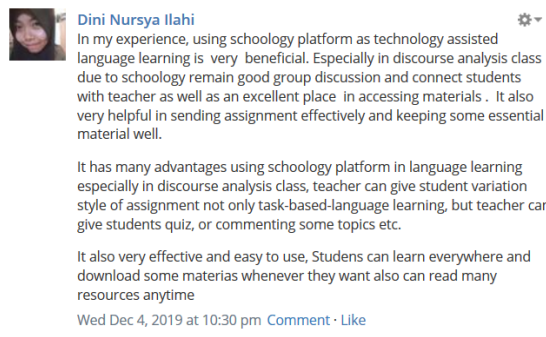 Dini Nursya Ilahi
In my experience, using schoology platform as technology assisted
language learning is very beneficial. Especially in discourse analysis class
due to schoology remain good group discussion and connect students
with teacher as well as an excellent place in accessing materials . It also
very helpful in sending assignment effectively and keeping some essential
material well.
It has many advantages using schoology platform in language learning
especially in discourse analysis class, teacher can give student variation
style of assignment not only task-based-language learning, but teacher can
give students quiz, or commenting some topics etc.
It also very effective and easy to use, Studens can learn everywhere and
download some materias whenever they want also can read many
resources anytime
Wed Dec 4, 2019 at 10:30 pm Comment · Like